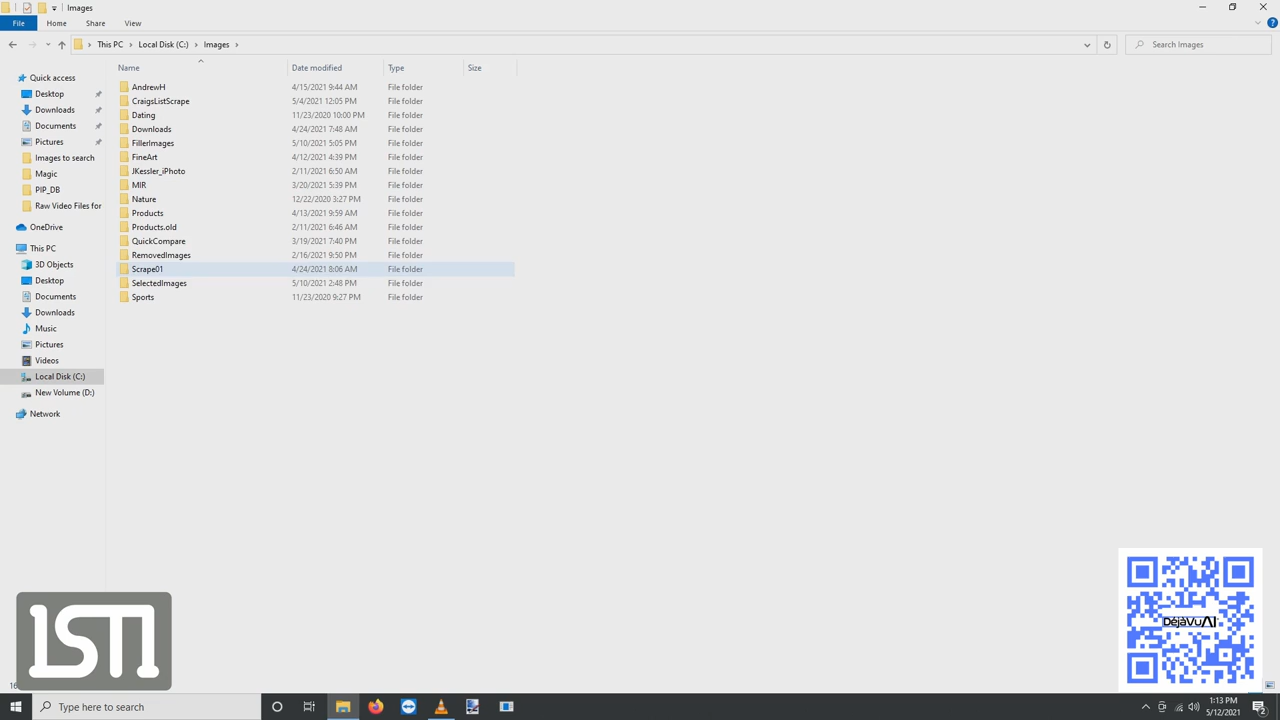 Images
File Home Share View
This PC Local Disk (C:) Images Search Images
Name Date modified Type Size
Quick access
Desktop
Downloads
Documents
Pictures
Images to search
Magic
PIP_DB
Raw Video Files for
OneDrive
This PC
3D Objects
Desktop
Documents
Downloads
Music
Pictures
Videos
Local Disk (C:)
New Volume (D:)
Network
AndrewH 4/15/2021 9:44 AM File folder
CraigsListScrape 5/4/2021 12:05 PM File folder
Dating 11/23/2020 10:00 PM File folder
Downloads 4/24/2021 7:48 AM File folder
FillerImages 5/10/2021 5:05 PM File folder
FineArt 4/12/2021 4:39 PM File folder
JKessler_iPhoto 2/11/2021 6:50 AM File folder
MIR 3/20/2021 5:39 PM File folder
Nature 12/22/2020 3:27 PM File folder
Products 4/13/2021 9:59 AM File folder
Products.old 2/11/2021 6:46 AM File folder
QuickCompare 3/19/2021 7:40 PM File folder
RemovedImages 2/16/2021 9:50 PM File folder
Scrape01 4/24/2021 8:06 AM File folder
SelectedImages 5/10/2021 2:48 PM File folder
Sports 11/23/2020 9:27 PM File folder
ISTI
DéjàVuAI
Type here to search
1:13 PM
5/12/2021
2